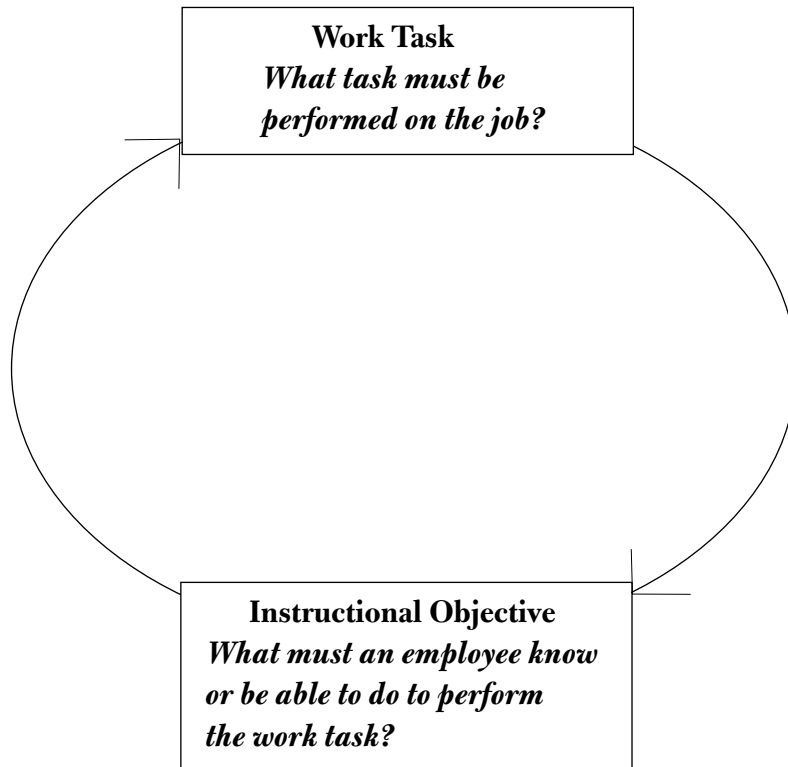 Work Task
What task must be
performed on the job?
Instructional Objective
What must an employee know
or be able to do to perform
the work task?